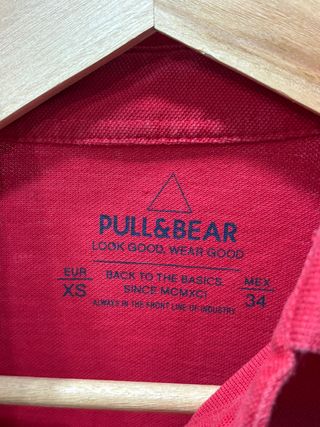 PULL&BEAR
LOOK GOOD, WEAR GOOD
EUR
XS
BACK TO THE BASICS
SINCE MCMXCI
MEX
34
ALWAYS IN THE FRONT LINE OF INDUSTRY